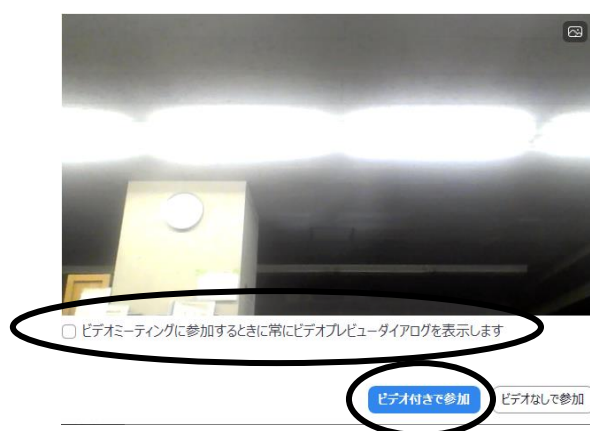 ビデオミーティングに参加するときに常にビデオプレビューダイアログを表示します
ビデオ付きで参加
ビデオなしで参加